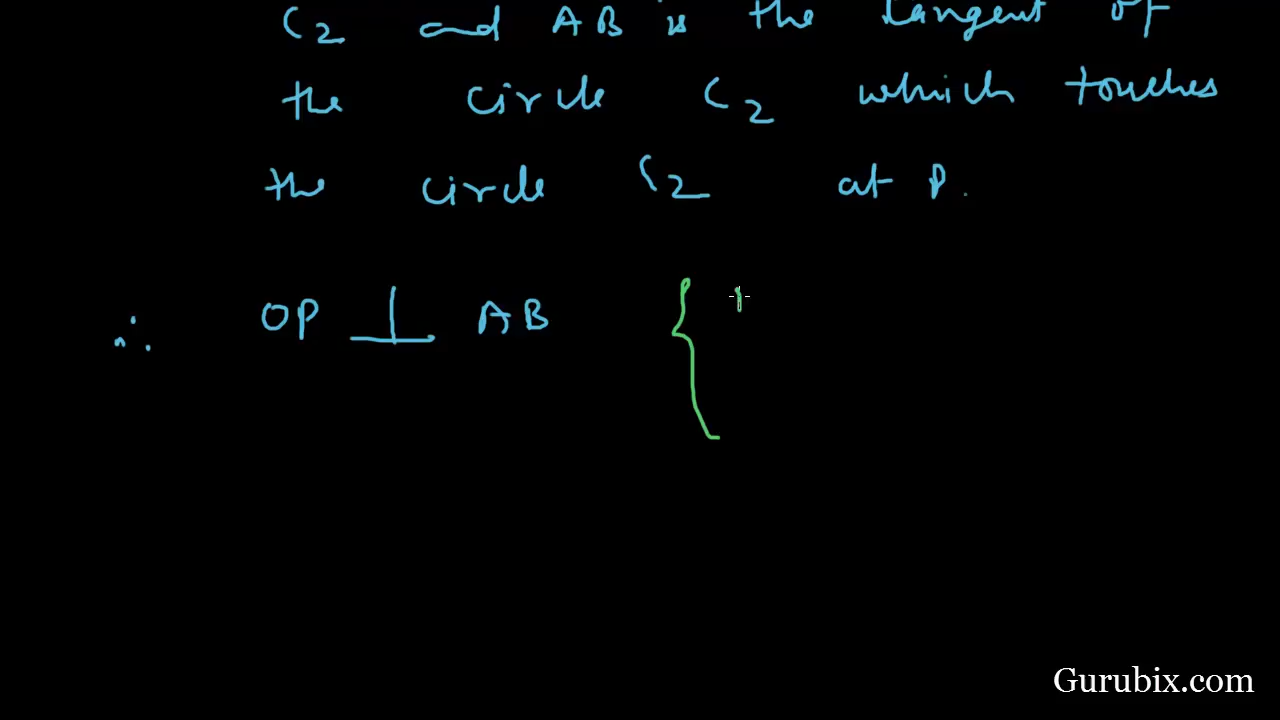 C2 and AB is the tangent of
the circle C2 which touches
the circle C2 at P.
∴ OP ⊥ AB {
Gurubix.com